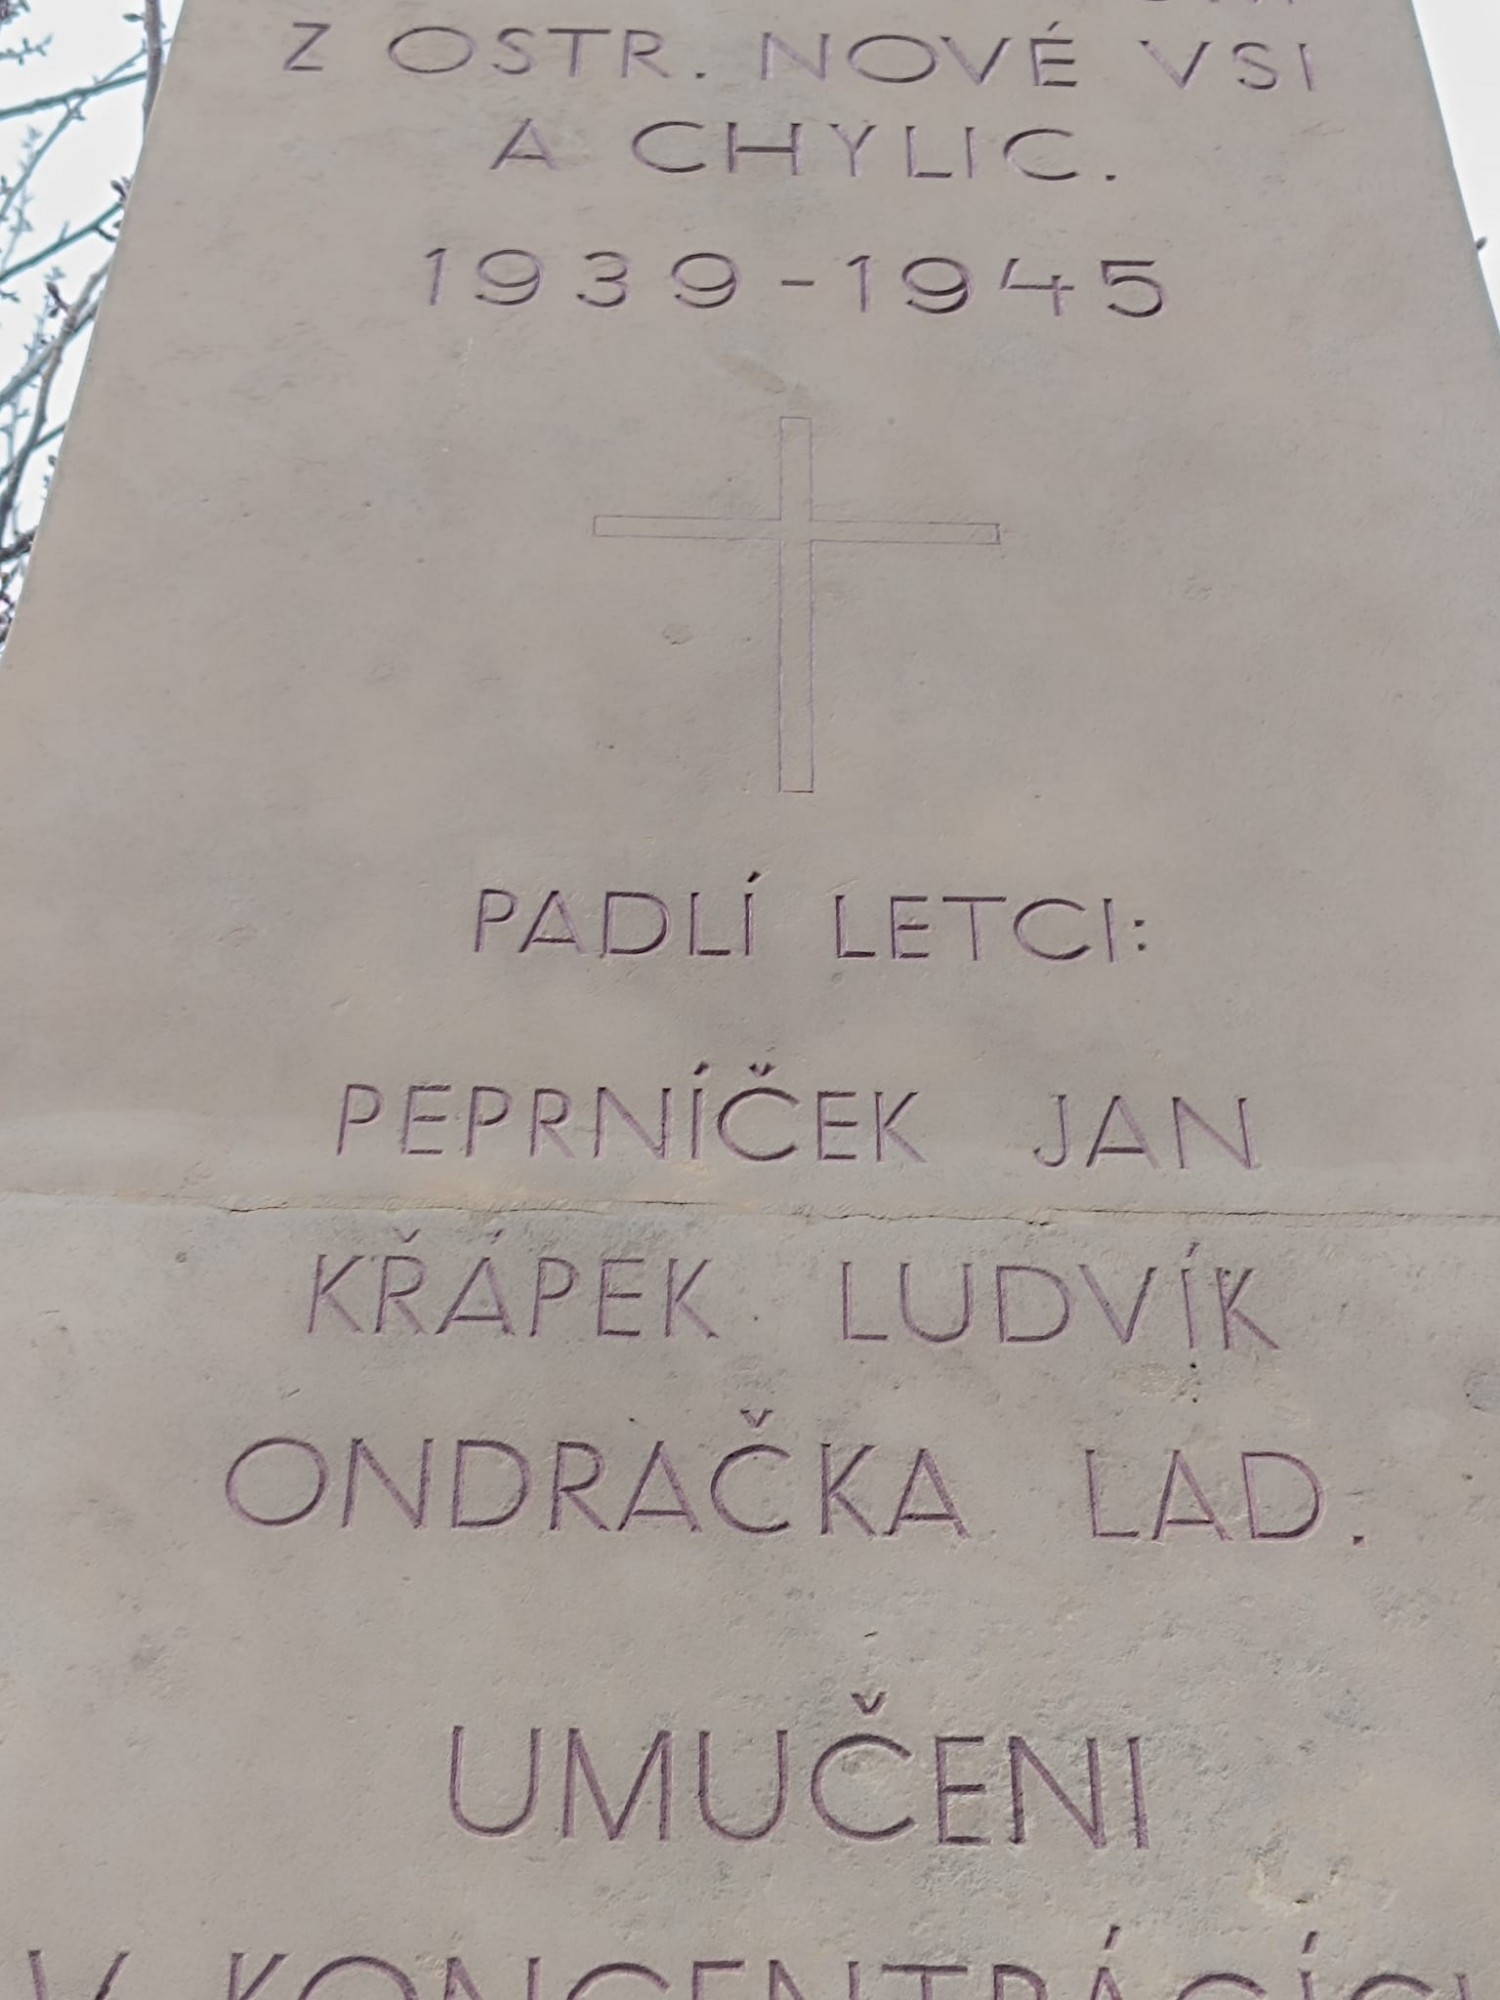 Z OSTR. NOVÉ VSI
A CHYLIC.
1939-1945
PADLÍ LETCI:
PEPRNÍČEK JAN
KŘÁPEK LUDVÍK
ONDRAČKA LAD.
UMUČENI
V